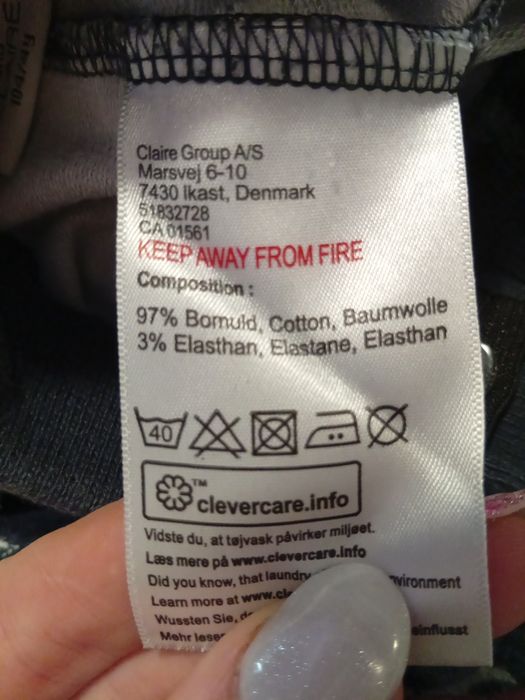 Claire Group A/S
Marsvej 6-10
7430 Ikast, Denmark
51832728
CA 01561
KEEP AWAY FROM FIRE
Composition :
97% Bomuld, Cotton, Baumwolle
3% Elasthan, Elastane, Elasthan
40
TM
clevercare.info
Vidste du, at tøjvask påvirker miljøet.
Læs mere på www.clevercare.info
Did you know, that laundry
Learn more at
Wussten Sie,
Mehr